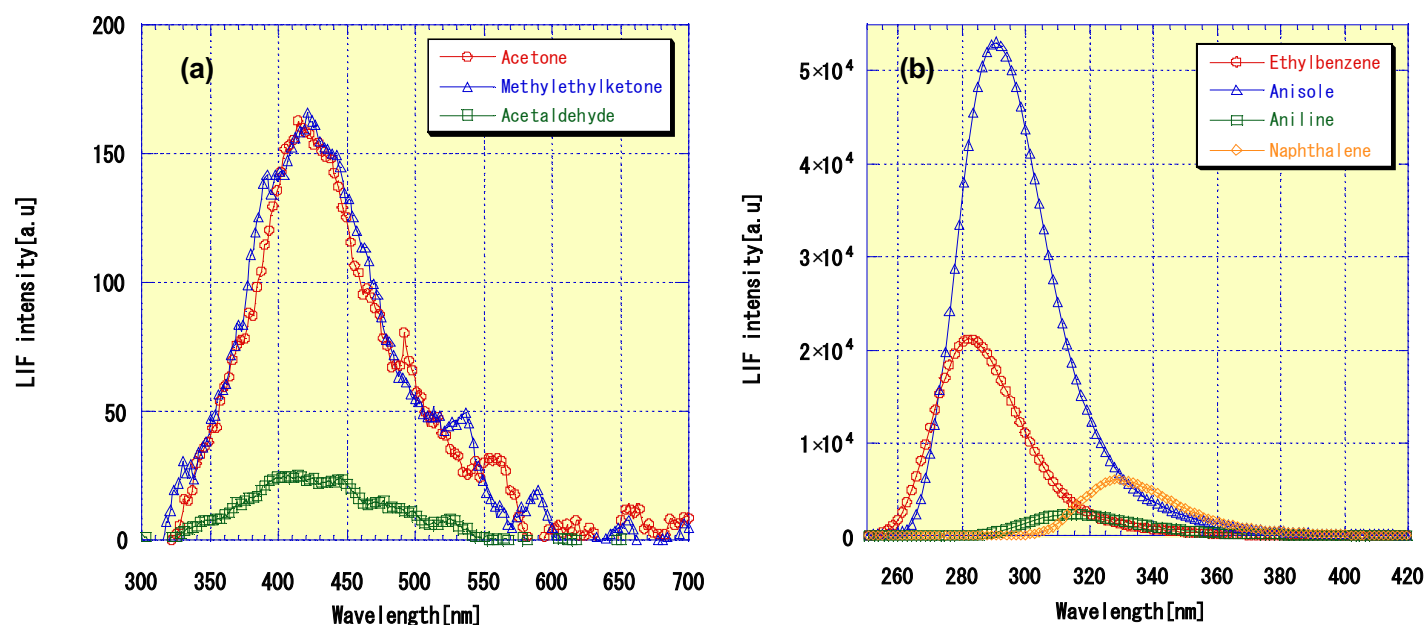 (a)
Acetone
Methylethylketone
Acetaldehyde
200
150
100
50
0
LIF intensity[a.u]
300 350 400 450 500 550 600 650 700
Wavelength[nm]
(b)
Ethylbenzene
Anisole
Aniline
Naphthalene
5×10⁴
4×10⁴
3×10⁴
2×10⁴
1×10⁴
0
LIF intensity[a.u]
260 280 300 320 340 360 380 400 420
Wavelength[nm]